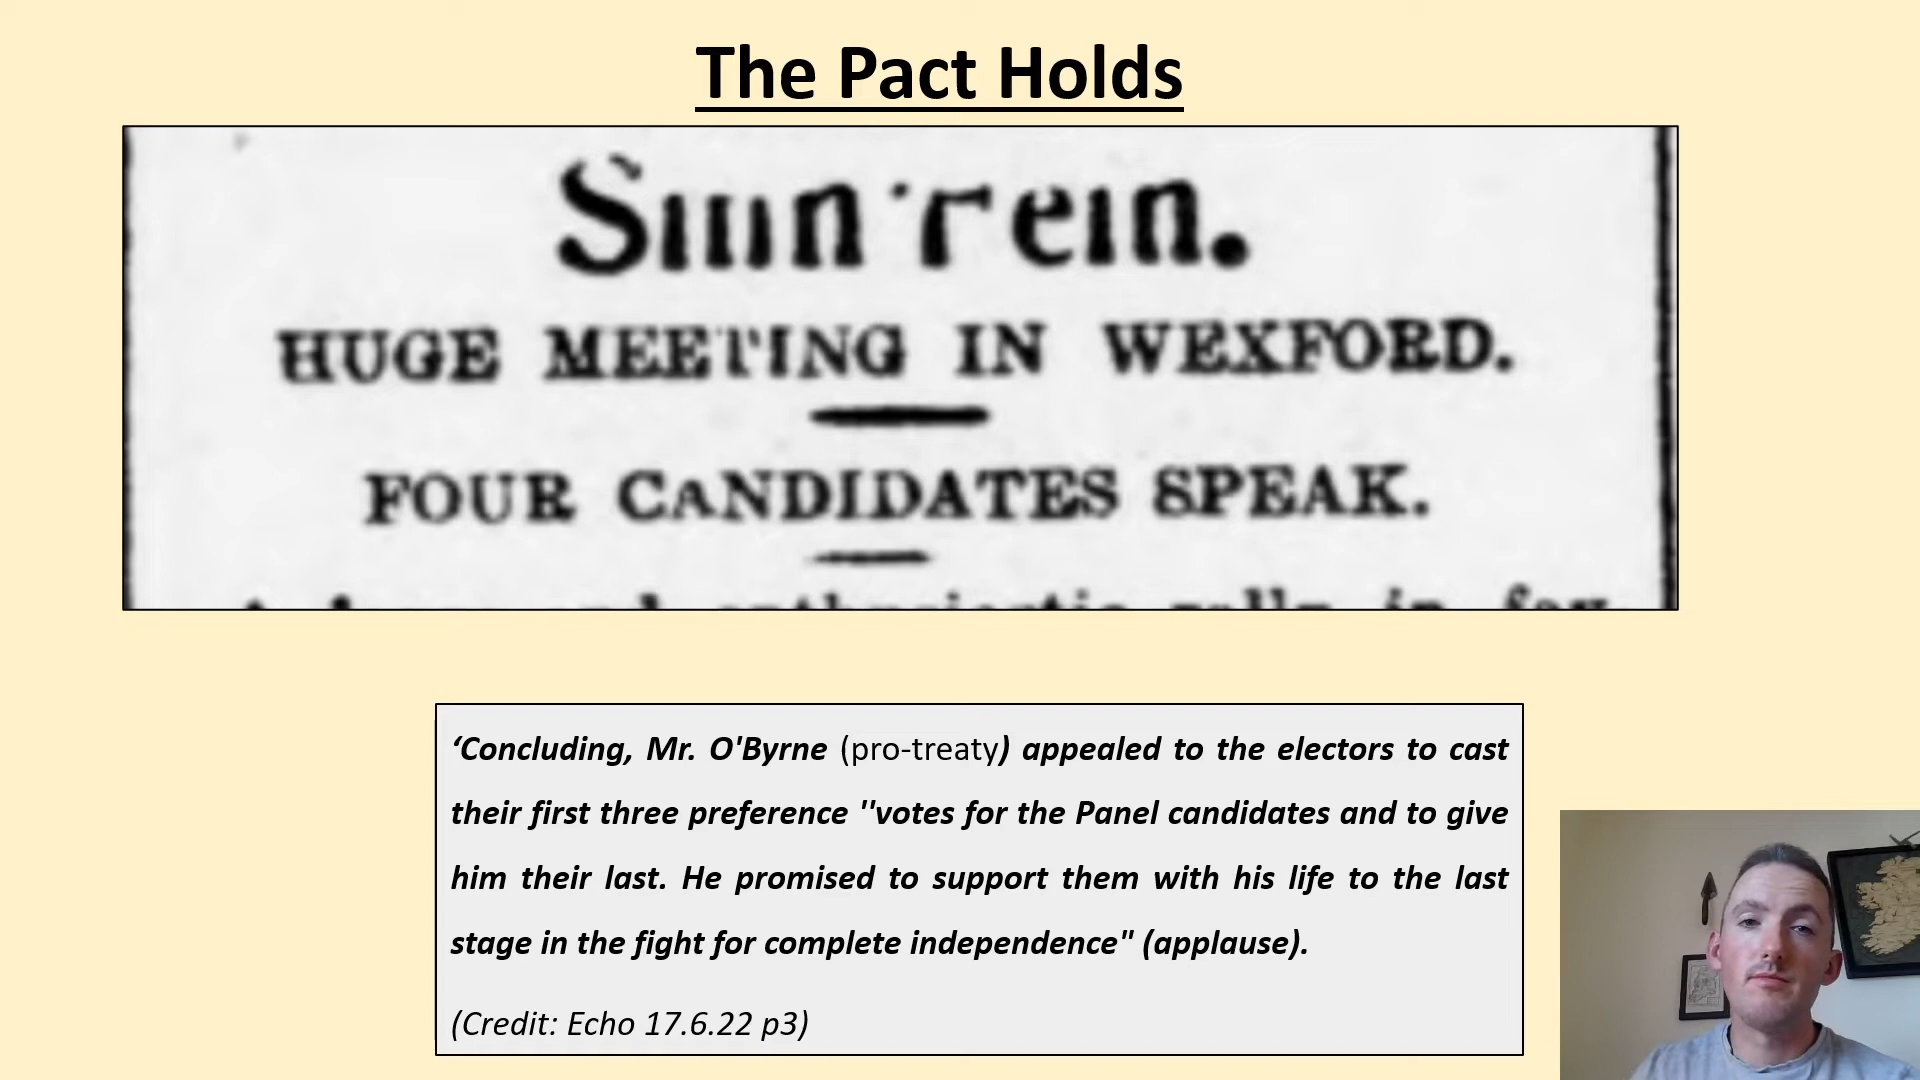 The Pact Holds
Sinn Fein.
HUGE MEETING IN WEXFORD.
FOUR CANDIDATES SPEAK.
‘Concluding, Mr. O'Byrne (pro-treaty) appealed to the electors to cast
their first three preference ''votes for the Panel candidates and to give
him their last. He promised to support them with his life to the last
stage in the fight for complete independence" (applause).
(Credit: Echo 17.6.22 p3)